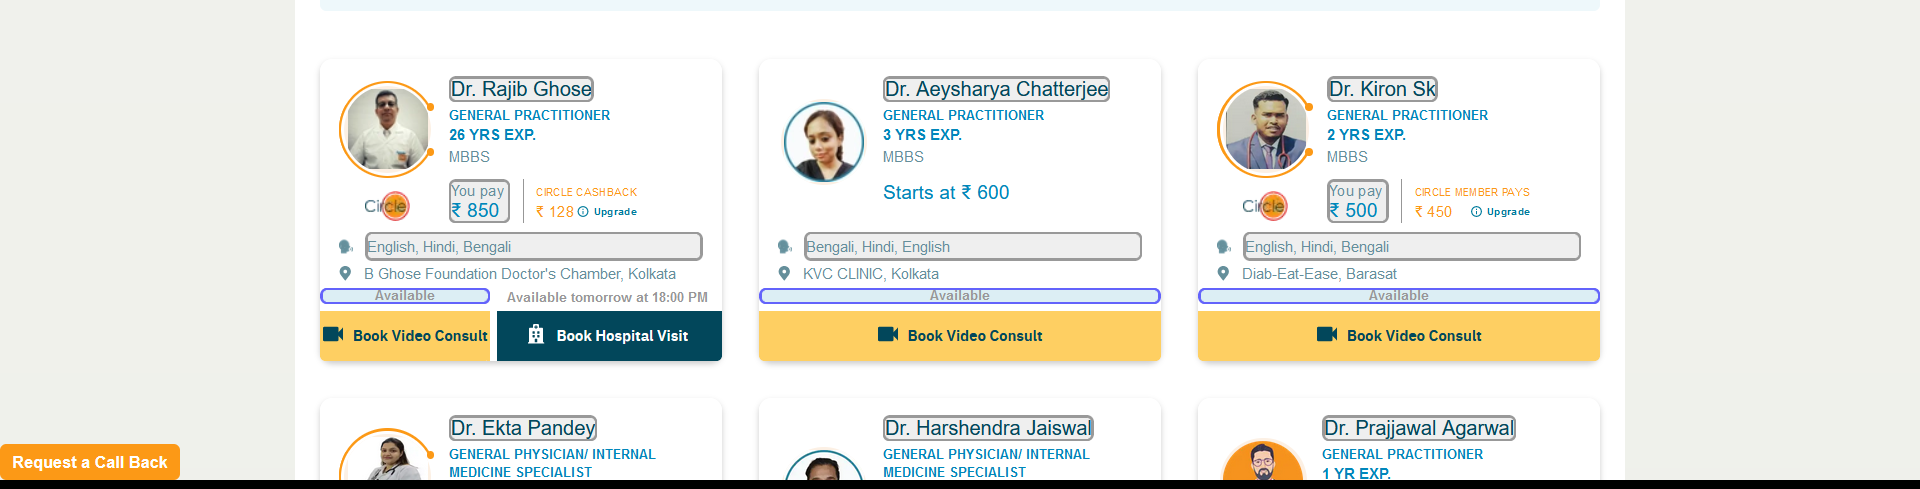 Dr. Rajib Ghose
GENERAL PRACTITIONER
26 YRS EXP.
MBBS
Circle
You pay
₹ 850
CIRCLE CASHBACK
₹ 128 Upgrade
English, Hindi, Bengali
B Ghose Foundation Doctor's Chamber, Kolkata
Available
Available tomorrow at 18:00 PM
Book Video Consult
Book Hospital Visit
Dr. Aeysharya Chatterjee
GENERAL PRACTITIONER
3 YRS EXP.
MBBS
Starts at ₹ 600
Bengali, Hindi, English
KVC CLINIC, Kolkata
Available
Book Video Consult
Dr. Kiron Sk
GENERAL PRACTITIONER
2 YRS EXP.
MBBS
Circle
You pay
₹ 500
CIRCLE MEMBER PAYS
₹ 450 Upgrade
English, Hindi, Bengali
Diab-Eat-Ease, Barasat
Available
Book Video Consult
Dr. Ekta Pandey
GENERAL PHYSICIAN/ INTERNAL
MEDICINE SPECIALIST
Dr. Harshendra Jaiswal
GENERAL PHYSICIAN/ INTERNAL
MEDICINE SPECIALIST
Dr. Prajjawal Agarwal
GENERAL PRACTITIONER
1 YR EXP.
Request a Call Back